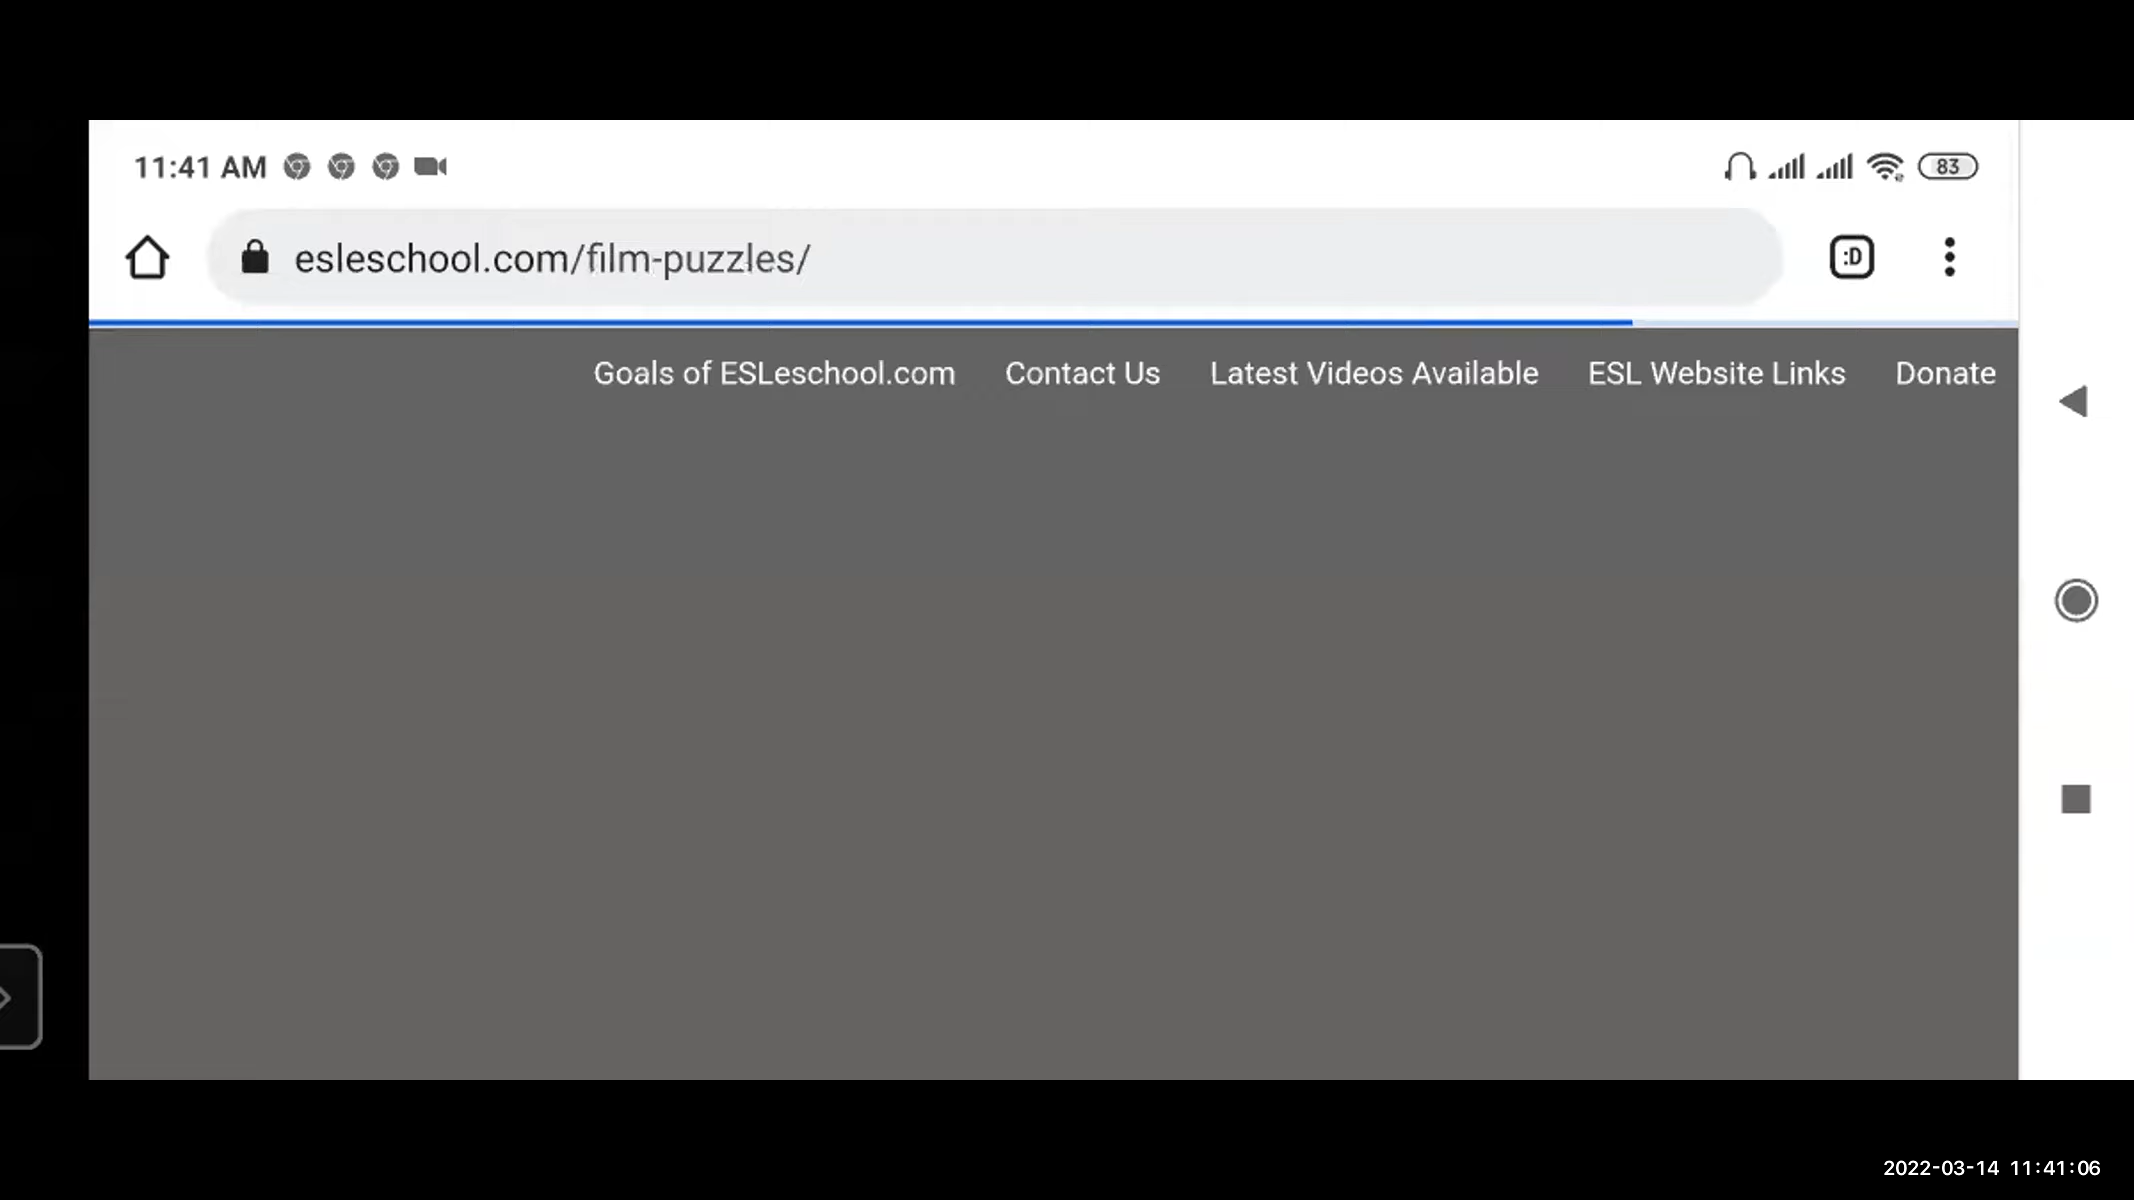 11:41 AM 83
esleschool.com/film-puzzles/ :D
Goals of ESLeschool.com Contact Us Latest Videos Available ESL Website Links Donate
2022-03-14 11:41:06